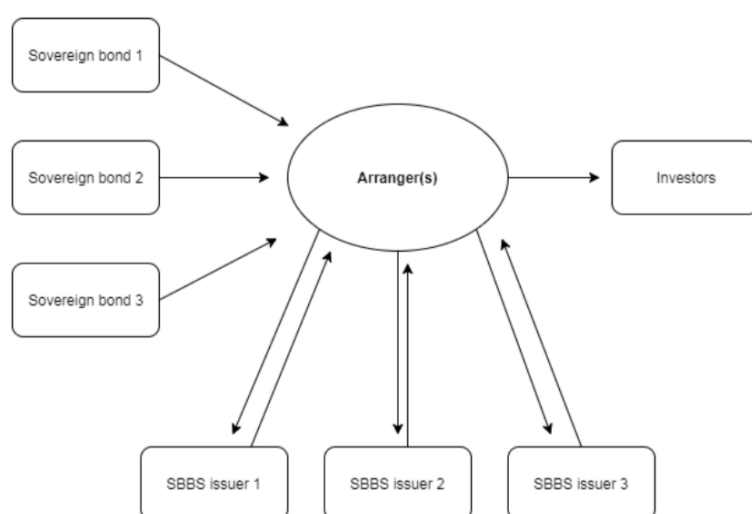 Sovereign bond 1
Sovereign bond 2
Arranger(s)
Investors
Sovereign bond 3
SBBS issuer 1
SBBS issuer 2
SBBS issuer 3